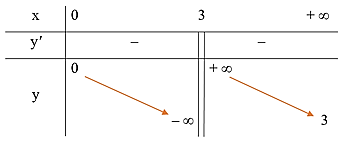 x 0 3 +∞
y' − −
0 +∞
y
−∞ 3